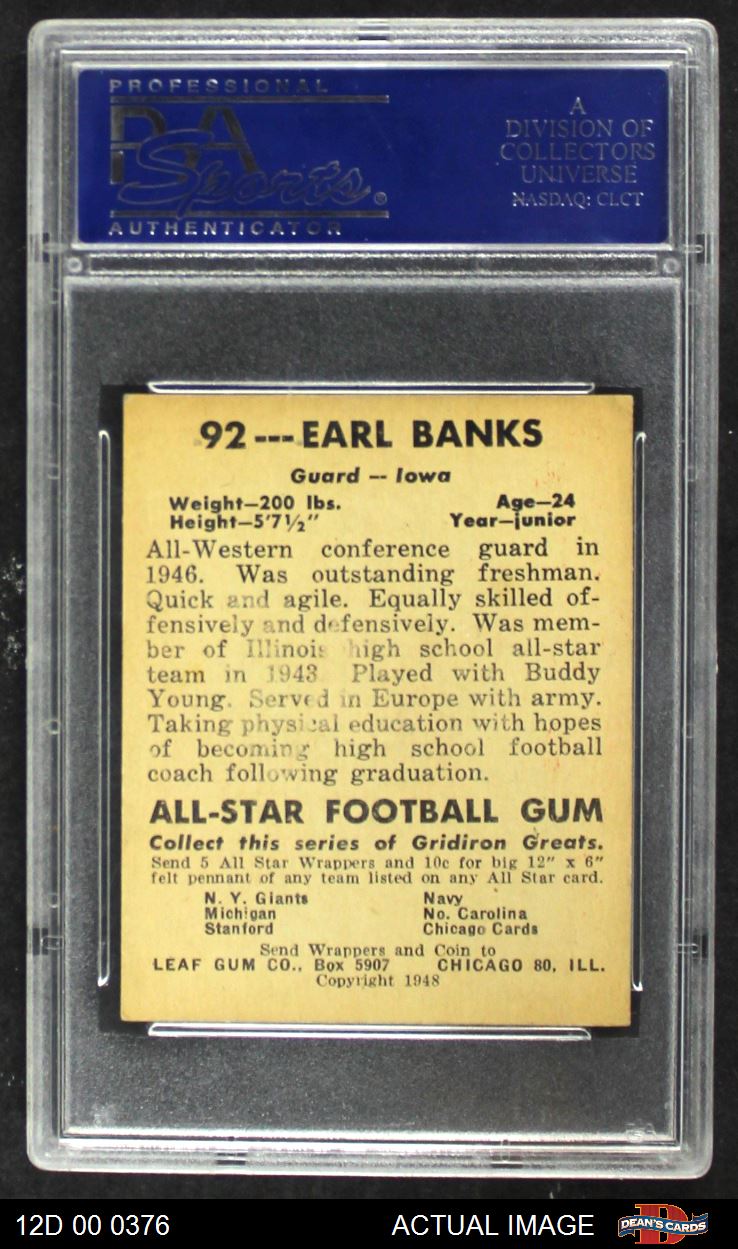 PROFESSIONAL
PSA
Sports®
AUTHENTICATOR
A
DIVISION OF
COLLECTORS
UNIVERSE
NASDAQ: CLCT
92---EARL BANKS
Guard -- Iowa
Weight—200 lbs. Age—24
Height—5'7½" Year—junior
All-Western conference guard in
1946. Was outstanding freshman.
Quick and agile. Equally skilled of-
fensively and defensively. Was mem-
ber of Illinois high school all-star
team in 1943 Played with Buddy
Young. Served in Europe with army.
Taking physical education with hopes
of becoming high school football
coach following graduation.
ALL-STAR FOOTBALL GUM
Collect this series of Gridiron Greats.
Send 5 All Star Wrappers and 10c for big 12" x 6"
felt pennant of any team listed on any All Star card.
N. Y. Giants Navy
Michigan No. Carolina
Stanford Chicago Cards
Send Wrappers and Coin to
LEAF GUM CO., Box 5907 CHICAGO 80, ILL.
Copyright 1948
12D 00 0376 ACTUAL IMAGE DEAN'S CARDS